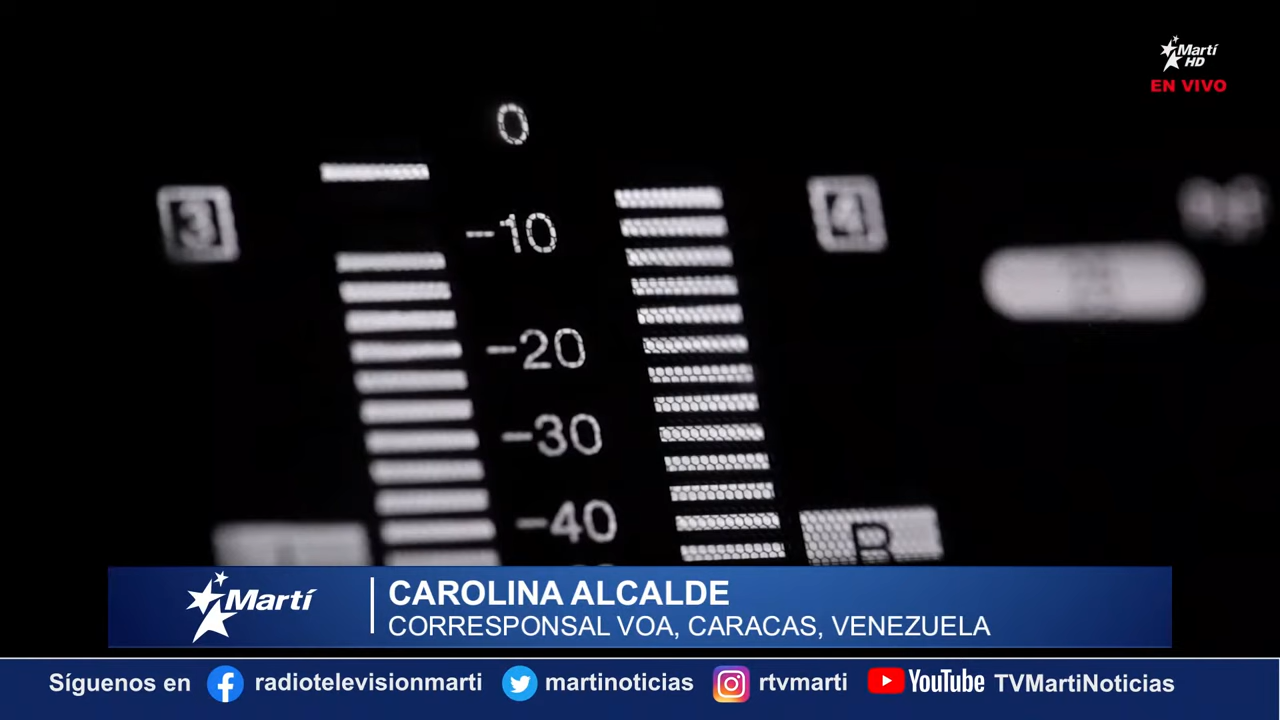 Martí
HD
EN VIVO
0
3
4
-10
-20
-30
-40
R
Martí
CAROLINA ALCALDE
CORRESPONSAL VOA, CARACAS, VENEZUELA
Síguenos en radiotelevisionmarti martinoticias rtvmarti YouTube TVMartiNoticias